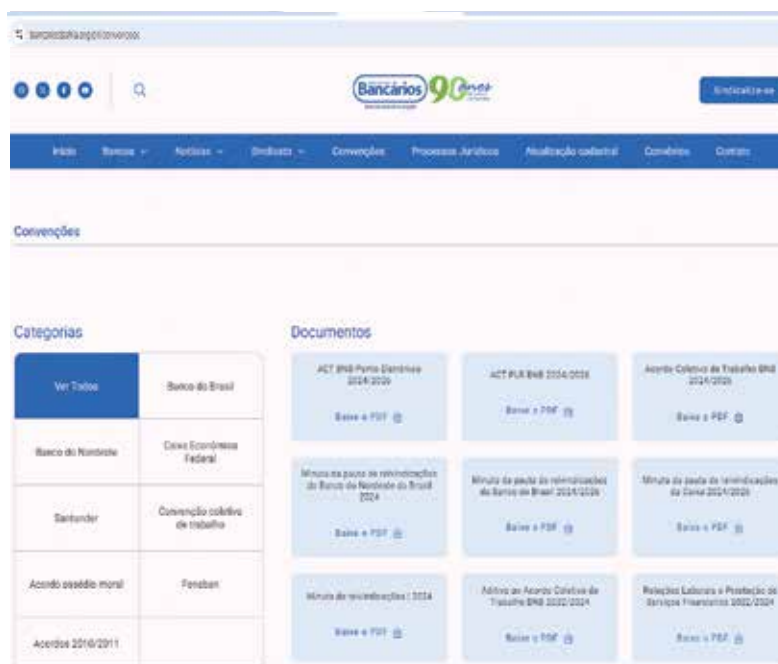 Bancários 90 anos
Sindicalize-se
Início Bancos Notícias Sindicato Convenções Processos Jurídicos Atualização cadastral Convênios Contato
Convenções
Categorias
Documentos
Ver Todos
Banco do Brasil
Banco do Nordeste
Caixa Econômica
Federal
Santander
Convenção coletiva
de trabalho
Acordo assédio moral
Fenaban
Acordos 2010/2011
ACT BNB Ponto Eletrônico
2024/2026
Baixe o PDF
ACT PLR BNB 2024/2026
Baixe o PDF
Acordo Coletivo de Trabalho BNB
2024/2026
Baixe o PDF
Minuta da pauta de reivindicações
do Banco do Nordeste do Brasil
2024
Baixe o PDF
Minuta da pauta de reivindicações
do Banco do Brasil 2024/2026
Baixe o PDF
Minuta da pauta de reivindicações
da Caixa 2024/2026
Baixe o PDF
Minuta de reivindicações | 2024
Baixe o PDF
Aditivo ao Acordo Coletivo de
Trabalho BNB 2022/2024
Baixe o PDF
Relações Laborais e Prestação de
Serviços Financeiros 2022/2024
Baixe o PDF